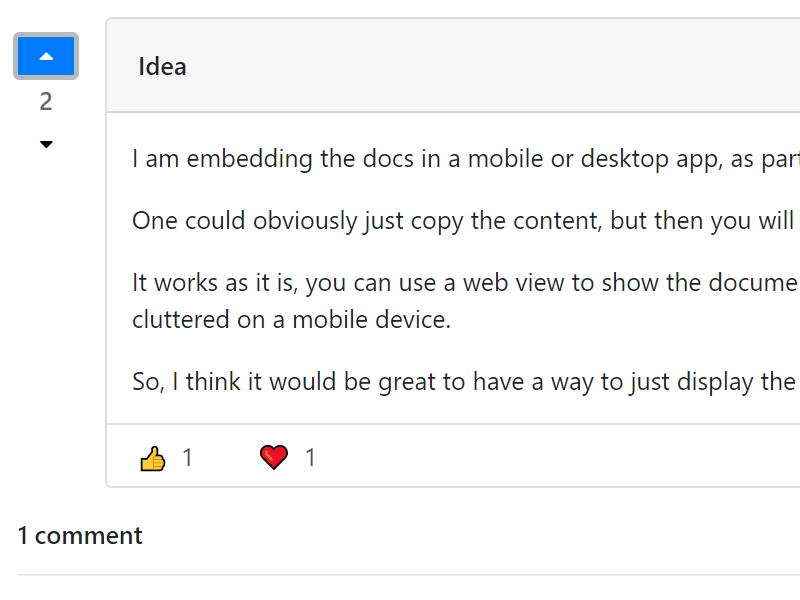 Idea
2
I am embedding the docs in a mobile or desktop app, as part
One could obviously just copy the content, but then you will
It works as it is, you can use a web view to show the docume
cluttered on a mobile device.
So, I think it would be great to have a way to just display the
1 1
1 comment